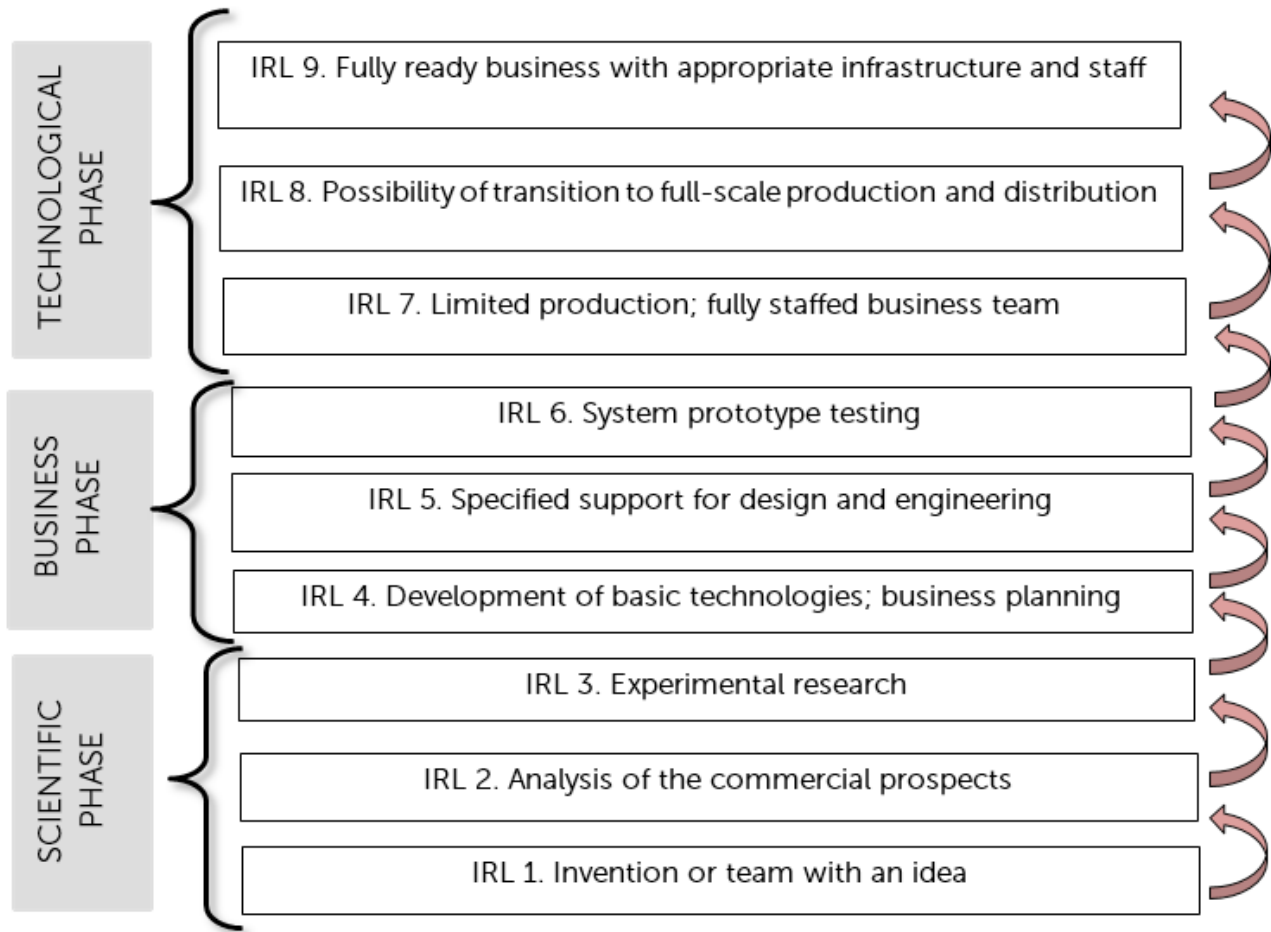 TECHNOLOGICAL
PHASE
IRL 9. Fully ready business with appropriate infrastructure and staff
IRL 8. Possibility of transition to full-scale production and distribution
IRL 7. Limited production; fully staffed business team
BUSINESS
PHASE
IRL 6. System prototype testing
IRL 5. Specified support for design and engineering
IRL 4. Development of basic technologies; business planning
SCIENTIFIC
PHASE
IRL 3. Experimental research
IRL 2. Analysis of the commercial prospects
IRL 1. Invention or team with an idea